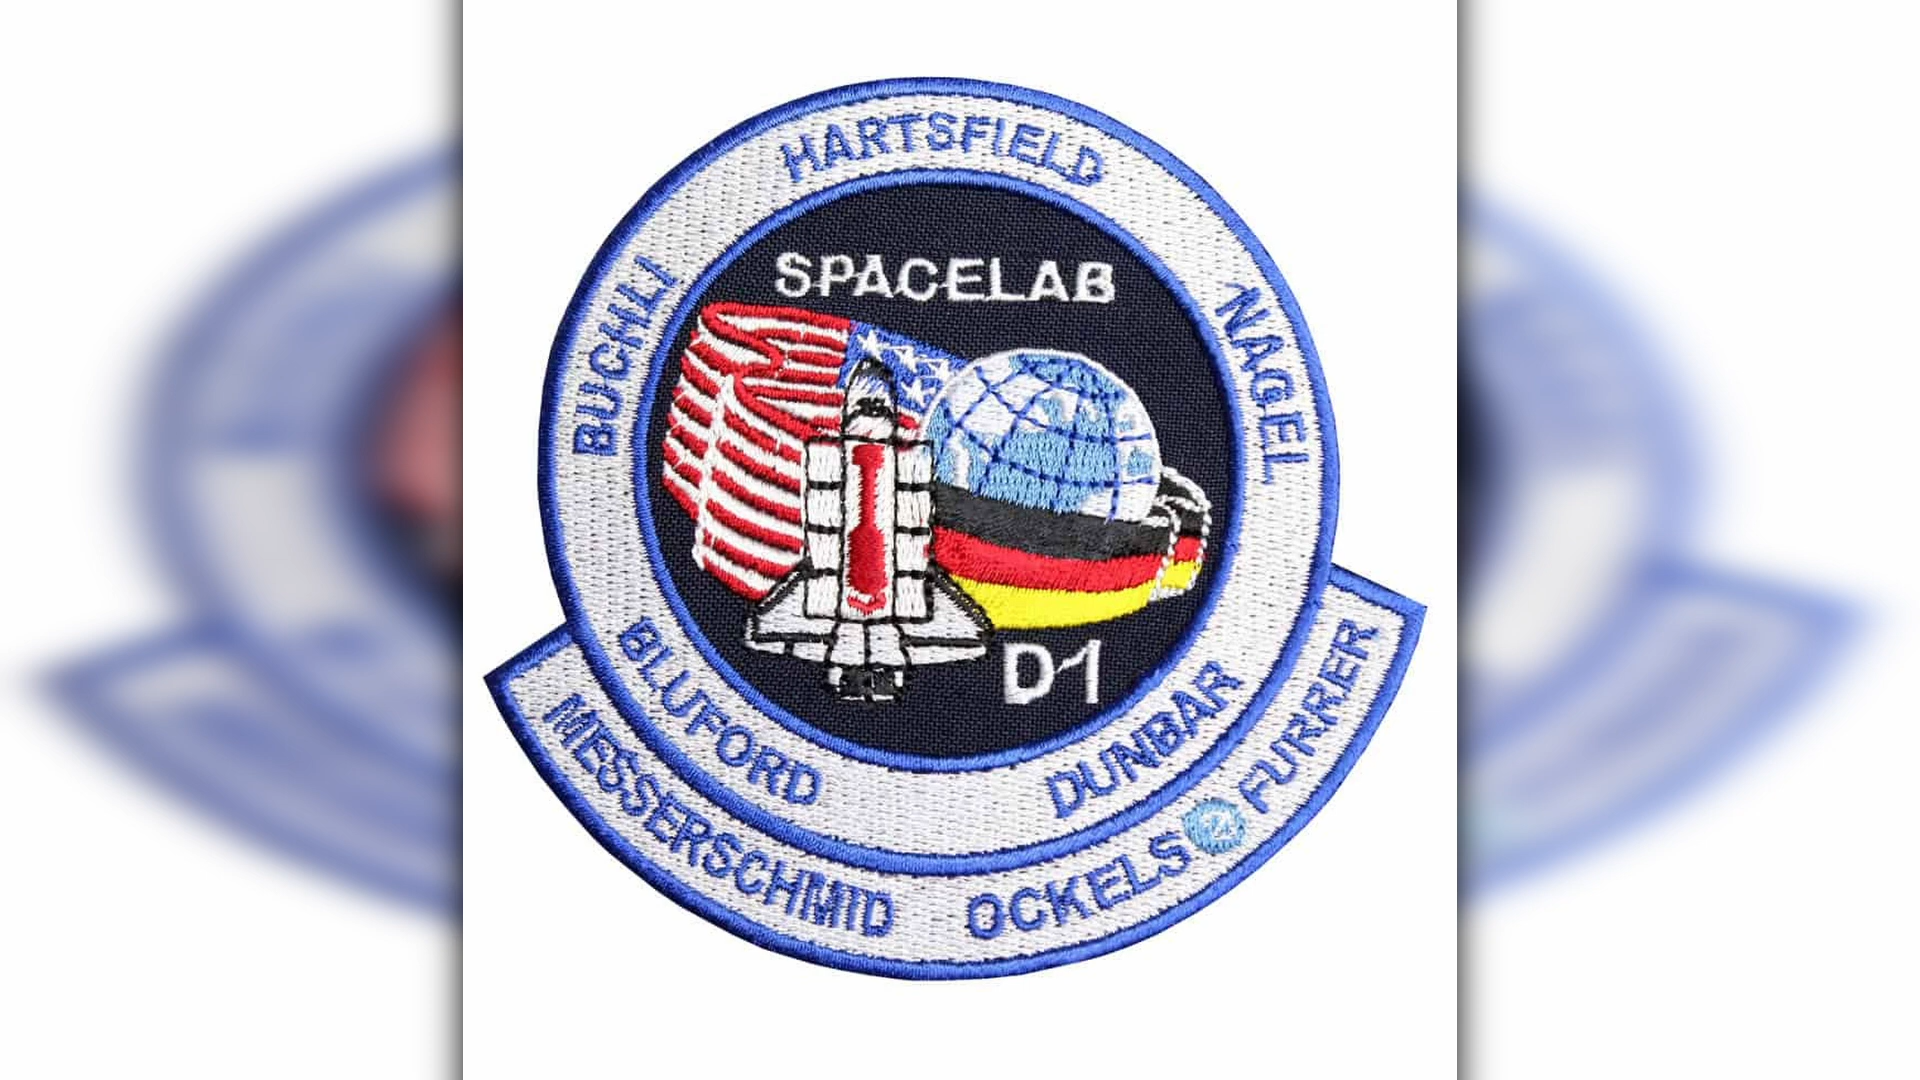 HARTSFIELD
BUCHLI
NAGEL
SPACELAB
D1
BLUFORD
DUNBAR
MESSERSCHMID
OCKELS
FURRER